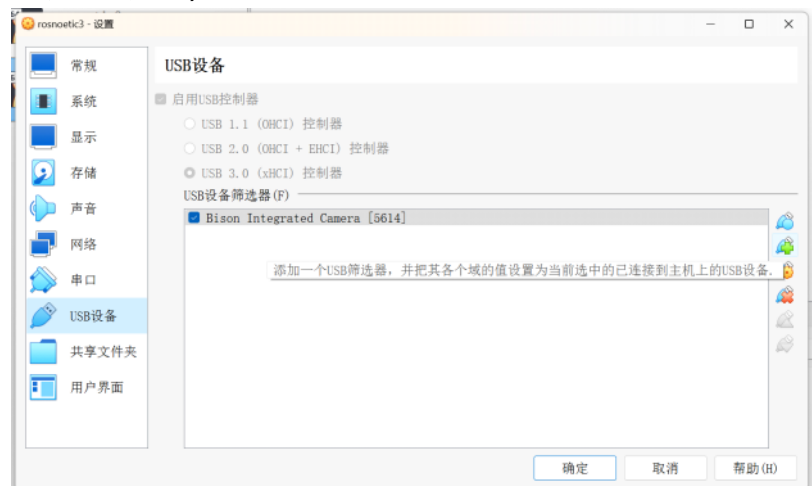 rosnoetic3 - 设置
常规
系统
显示
存储
声音
网络
串口
USB设备
共享文件夹
用户界面
USB设备
启用USB控制器
USB 1.1 (OHCI) 控制器
USB 2.0 (OHCI + EHCI) 控制器
USB 3.0 (xHCI) 控制器
USB设备筛选器(F)
Bison Integrated Camera [5614]
添加一个USB筛选器，并把其各个域的值设置为当前选中的已连接到主机上的USB设备.
确定
取消
帮助(H)